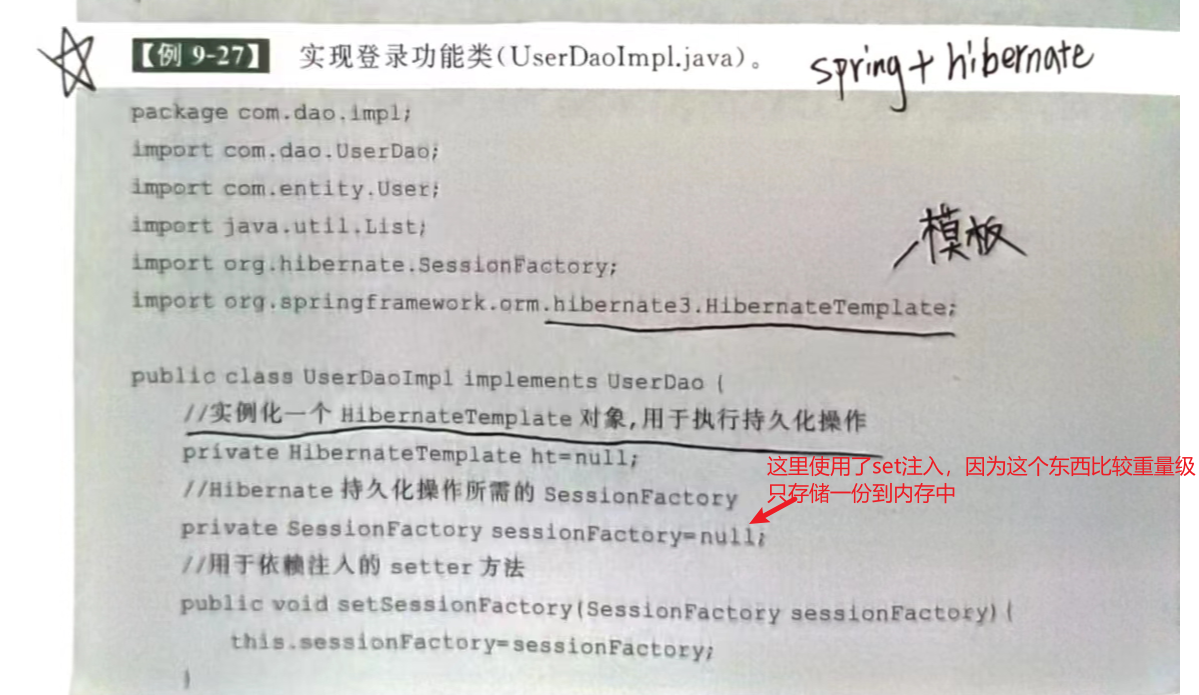 【例 9-27】 实现登录功能类(UserDaoImpl.java)。
spring + hibernate
package com.dao.impl;
import com.dao.UserDao;
import com.entity.User;
import java.util.List;
模板
import org.hibernate.SessionFactory;
import org.springframework.orm.hibernate3.HibernateTemplate;
public class UserDaoImpl implements UserDao {
//实例化一个 HibernateTemplate 对象,用于执行持久化操作
private HibernateTemplate ht=null;
这里使用了set注入，因为这个东西比较重量级
只存储一份到内存中
//Hibernate 持久化操作所需的 SessionFactory
private SessionFactory sessionFactory=null;
//用于依赖注入的 setter 方法
public void setSessionFactory(SessionFactory sessionFactory){
this.sessionFactory=sessionFactory;
}